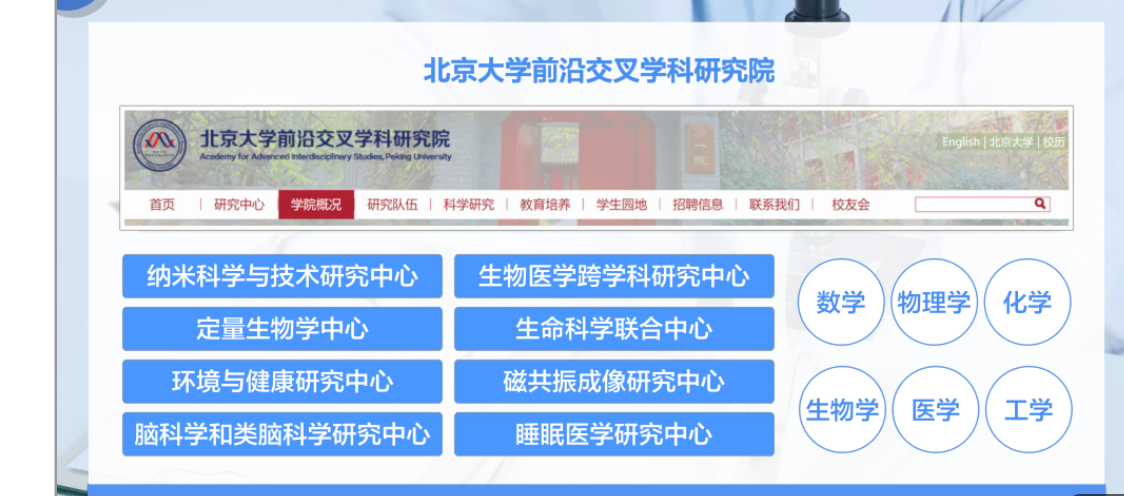 北京大学前沿交叉学科研究院
北京大学前沿交叉学科研究院
Academy for Advanced Interdisciplinary Studies, Peking University
一院
English | 北京大学 | 校历
首页 | 研究中心 | 学院概况 | 研究队伍 | 科学研究 | 教育培养 | 学生园地 | 招聘信息 | 联系我们 | 校友会
纳米科学与技术研究中心 生物医学跨学科研究中心
定量生物学中心 生命科学联合中心
环境与健康研究中心 磁共振成像研究中心
脑科学和类脑科学研究中心 睡眠医学研究中心
数学 物理学 化学
生物学 医学 工学